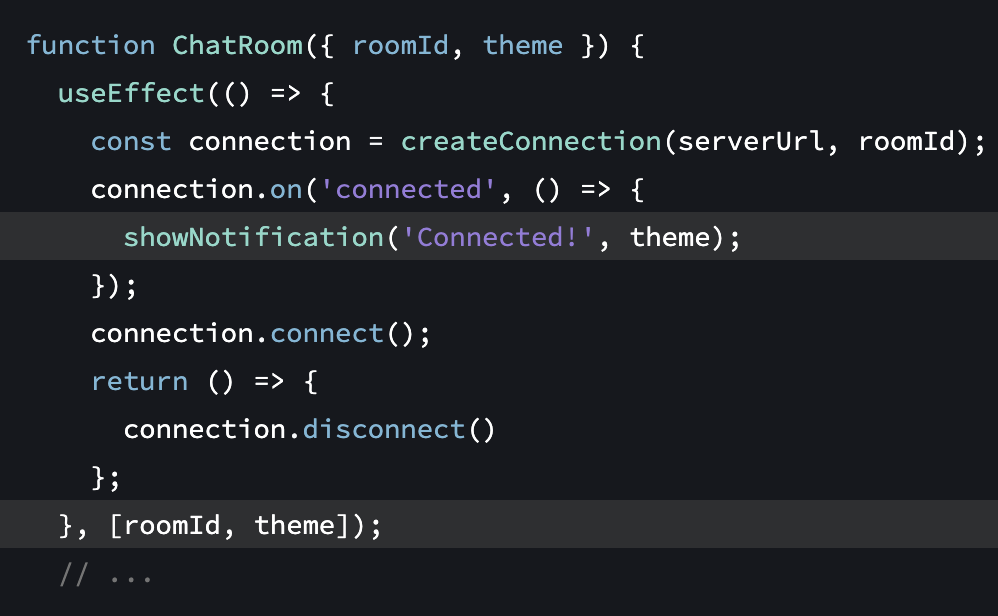 function ChatRoom({ roomId, theme }) {
  useEffect(() => {
    const connection = createConnection(serverUrl, roomId);
    connection.on('connected', () => {
      showNotification('Connected!', theme);
    });
    connection.connect();
    return () => {
      connection.disconnect()
    };
  }, [roomId, theme]);
  // ...